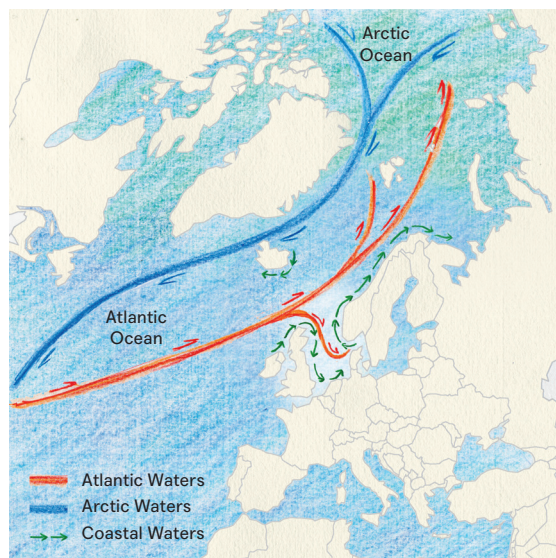 Arctic
Ocean
Atlantic
Ocean
Atlantic Waters
Arctic Waters
Coastal Waters